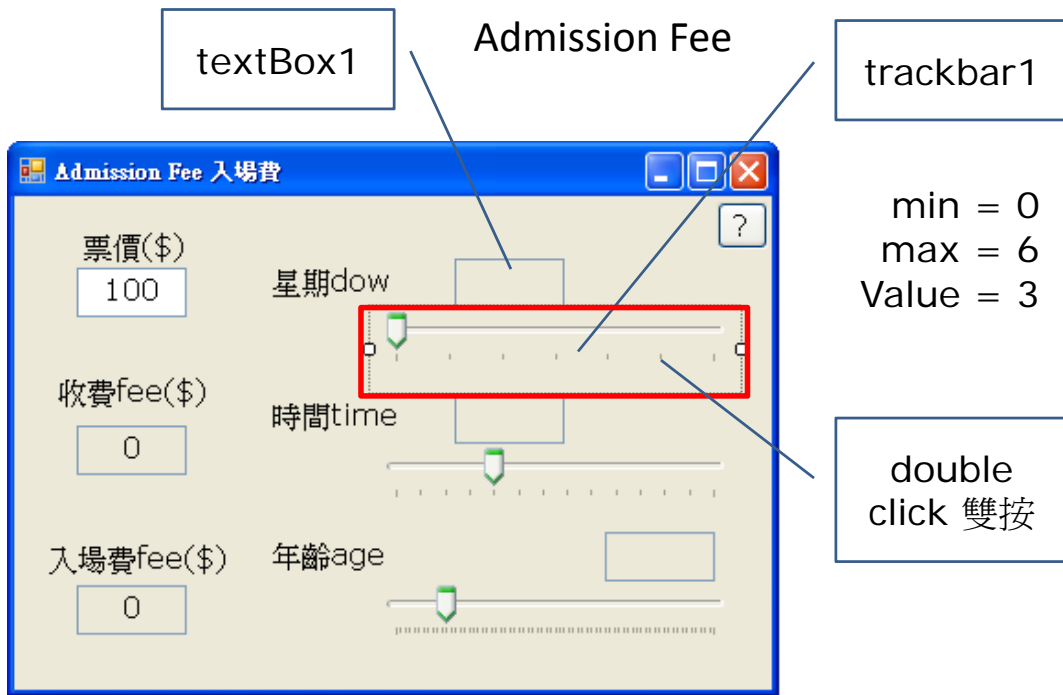 Admission Fee
textBox1
trackbar1
Admission Fee 入場費
?
min = 0
max = 6
Value = 3
票價($)
100
星期dow
收費fee($)
0
時間time
double
click 雙按
入場費fee($)
0
年齡age